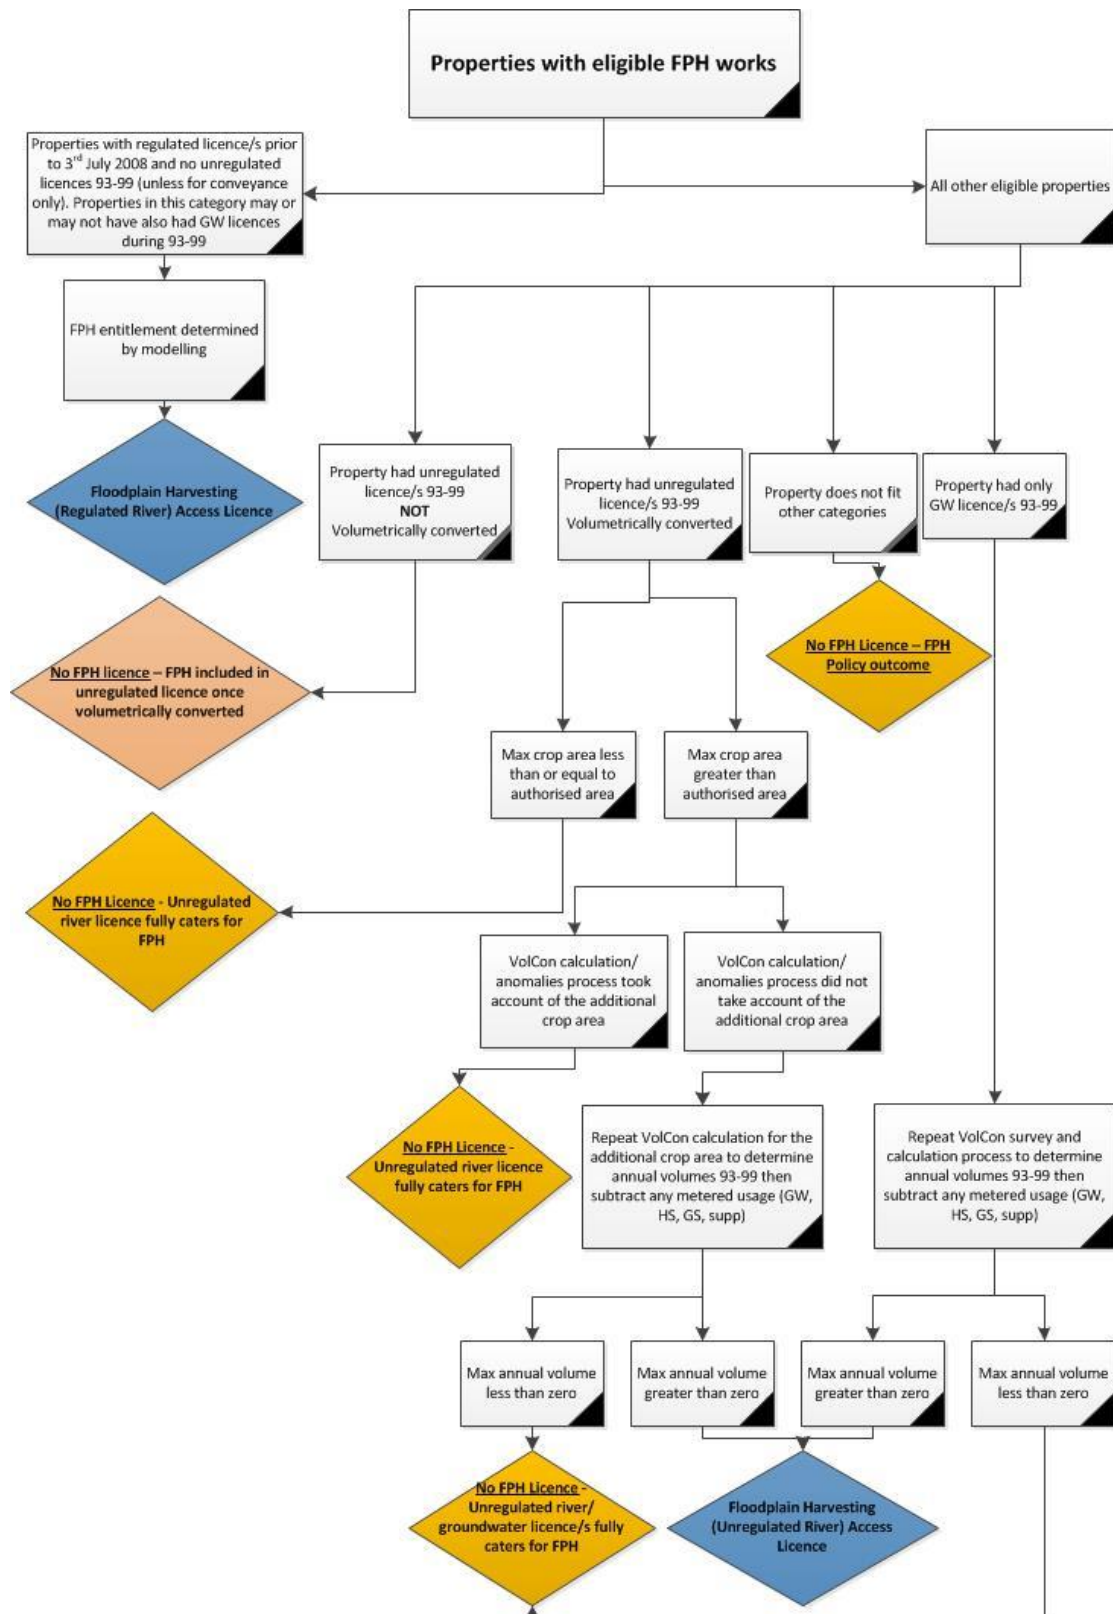 Properties with eligible FPH works
Properties with regulated licence/s prior
to 3rd July 2008 and no unregulated
licences 93-99 (unless for conveyance
only). Properties in this category may or
may not have also had GW licences
during 93-99
All other eligible properties
FPH entitlement determined
by modelling
Floodplain Harvesting
(Regulated River) Access Licence
Property had unregulated
licence/s 93-99
NOT
Volumetrically converted
Property had unregulated
licence/s 93-99
Volumetrically converted
Property does not fit
other categories
Property had only
GW licence/s 93-99
No FPH licence – FPH included in
unregulated licence once
volumetrically converted
No FPH Licence – FPH
Policy outcome
Max crop area less
than or equal to
authorised area
Max crop area
greater than
authorised area
No FPH Licence - Unregulated
river licence fully caters for
FPH
VolCon calculation/
anomalies process took
account of the additional
crop area
VolCon calculation/
anomalies process did not
take account of the
additional crop area
No FPH Licence -
Unregulated river licence
fully caters for FPH
Repeat VolCon calculation for the
additional crop area to determine
annual volumes 93-99 then
subtract any metered usage (GW,
HS, GS, supp)
Repeat VolCon survey and
calculation process to determine
annual volumes 93-99 then
subtract any metered usage (GW,
HS, GS, supp)
Max annual volume
less than zero
Max annual volume
greater than zero
Max annual volume
greater than zero
Max annual volume
less than zero
No FPH Licence -
Unregulated river/
groundwater licence/s fully
caters for FPH
Floodplain Harvesting
(Unregulated River) Access
Licence